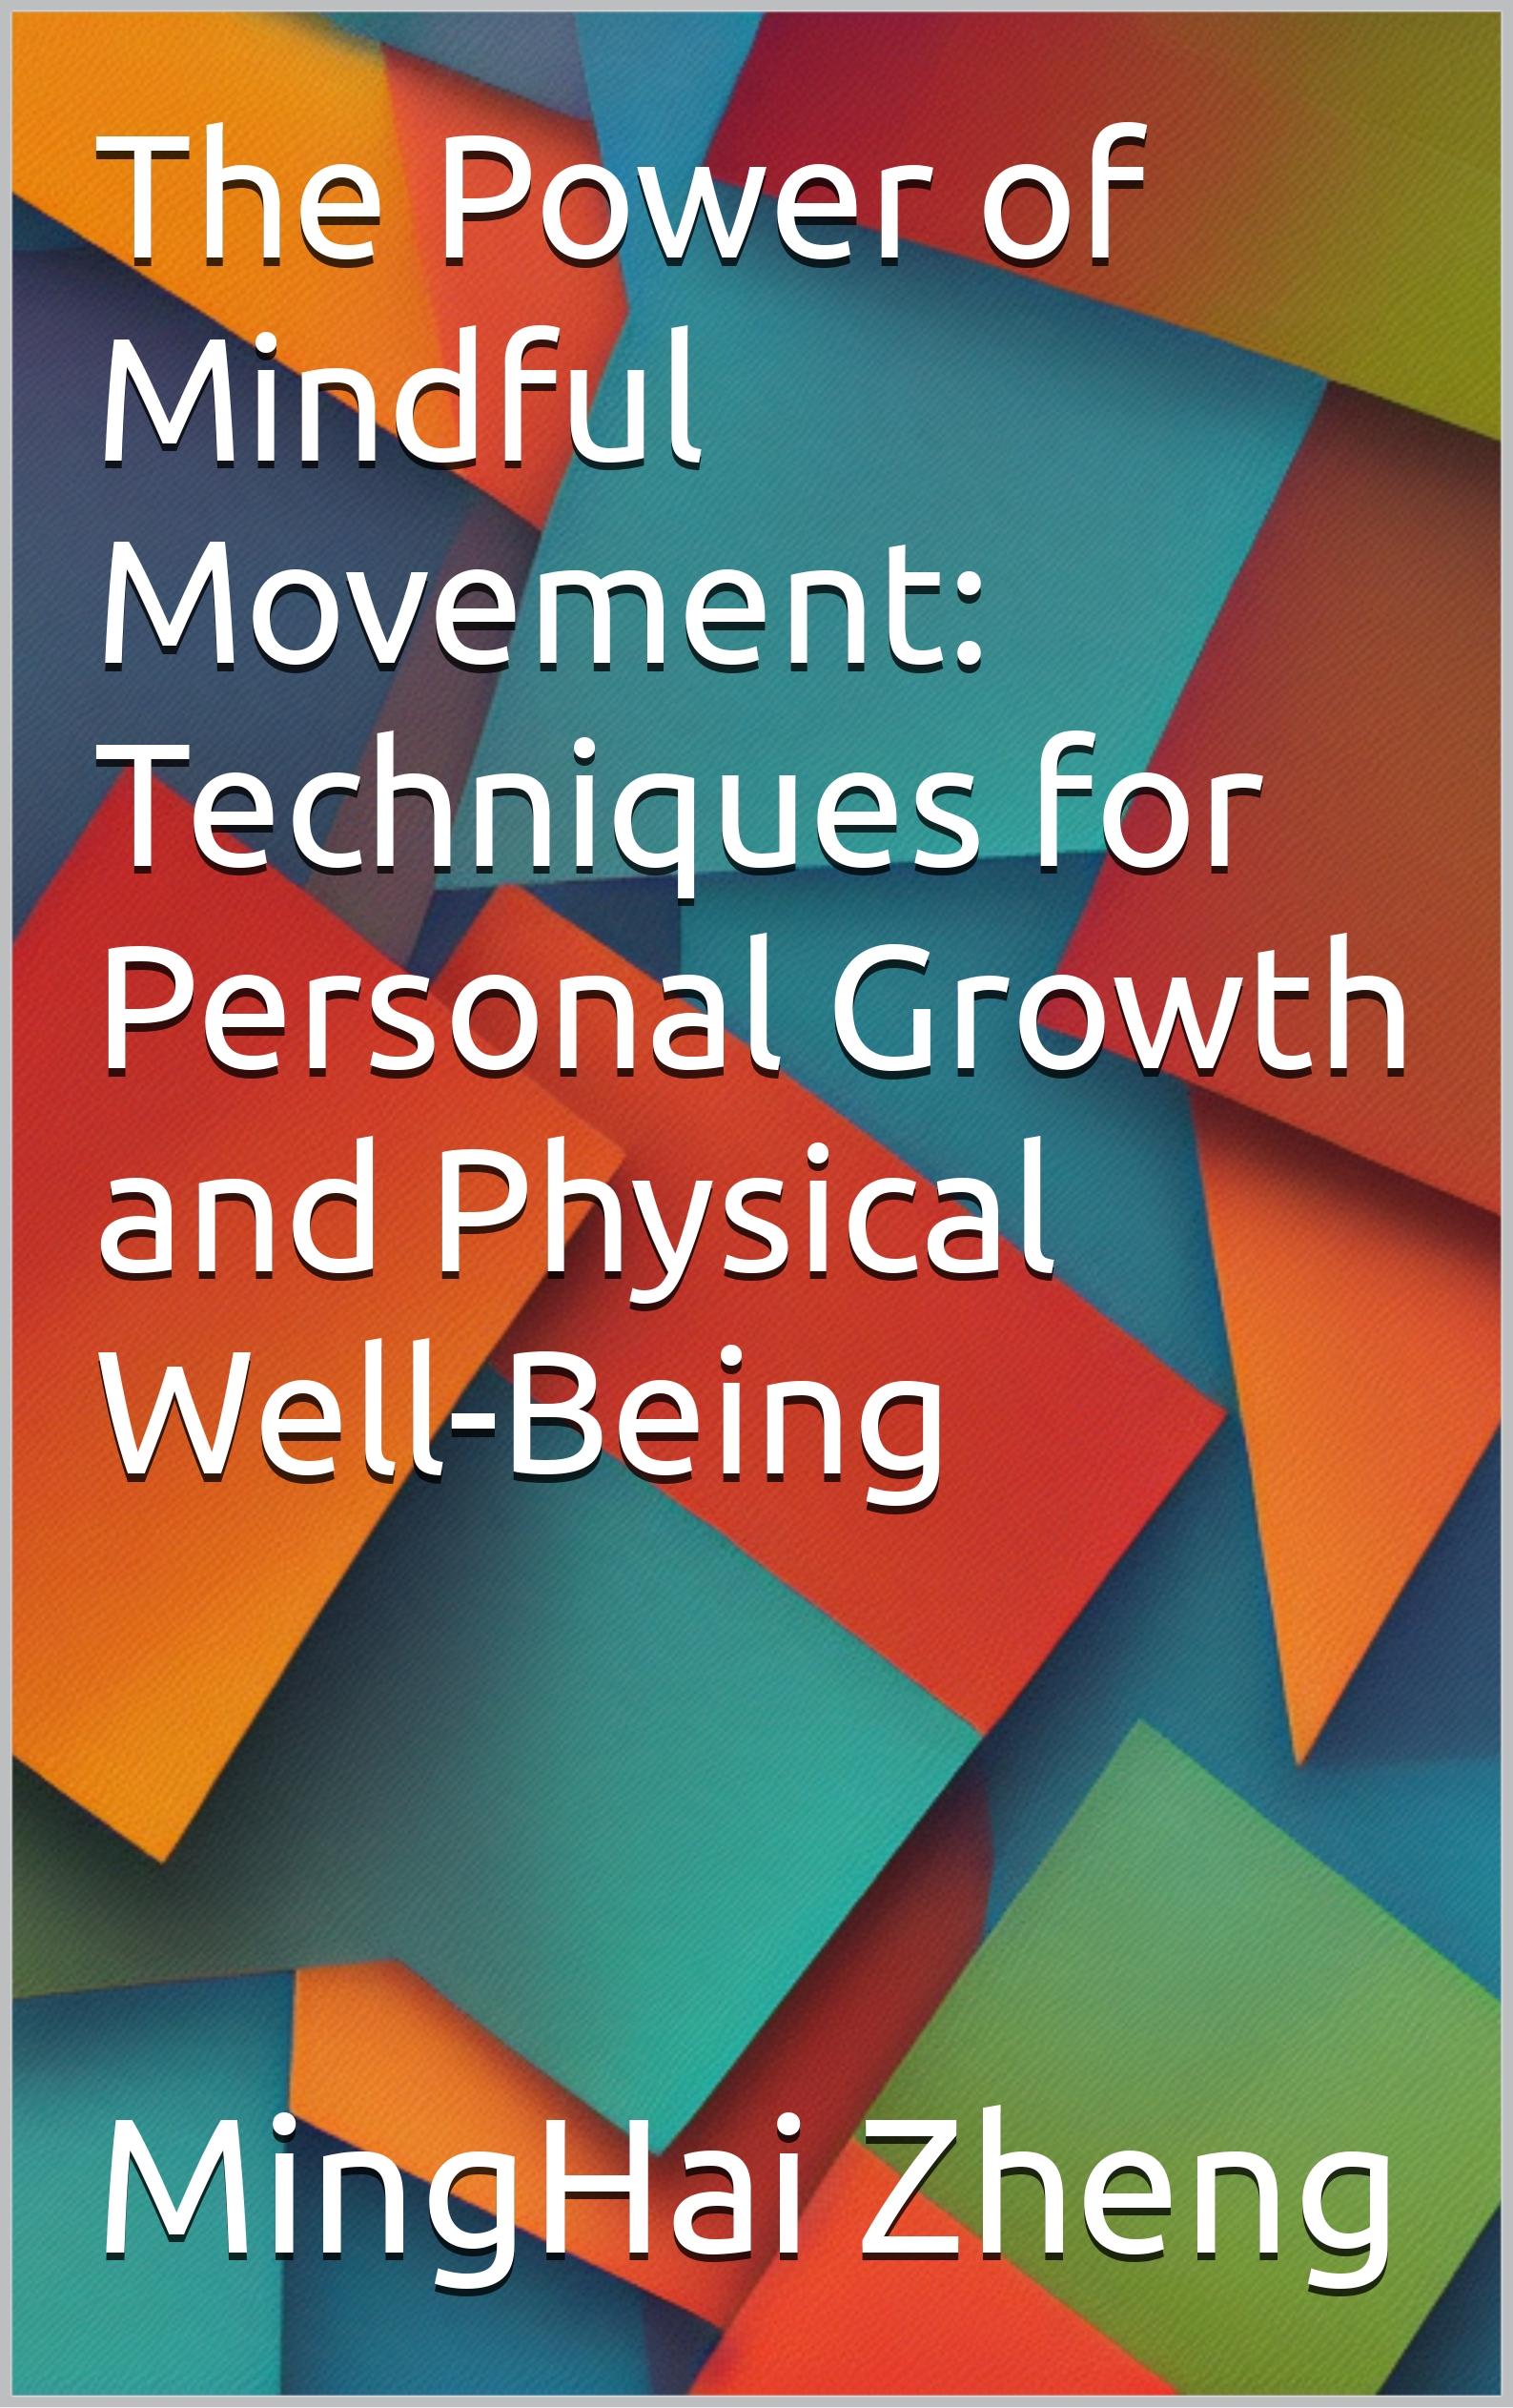 The Power of
Mindful
Movement:
Techniques for
Personal Growth
and Physical
Well-Being
MingHai Zheng